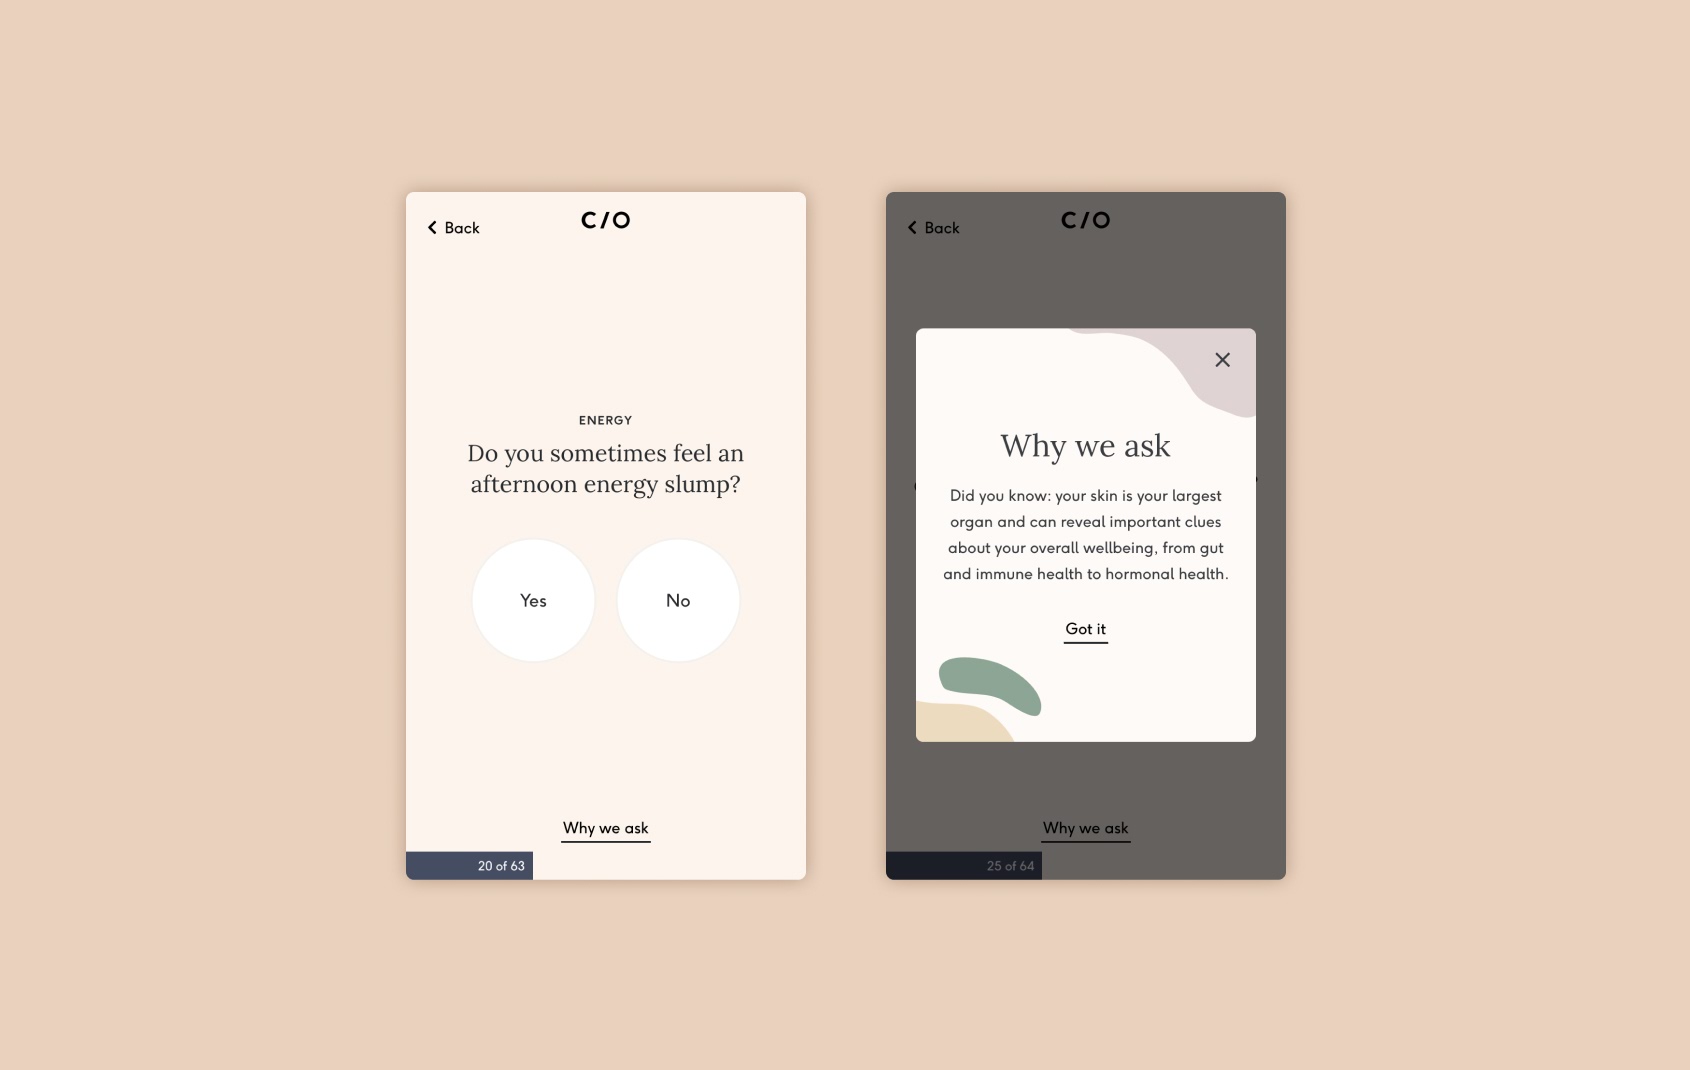 Back
C/O
ENERGY
Do you sometimes feel an
afternoon energy slump?
Yes
No
Why we ask
20 of 63
Back
C/O
Why we ask
Did you know: your skin is your largest
organ and can reveal important clues
about your overall wellbeing, from gut
and immune health to hormonal health.
Got it
Why we ask
25 of 64